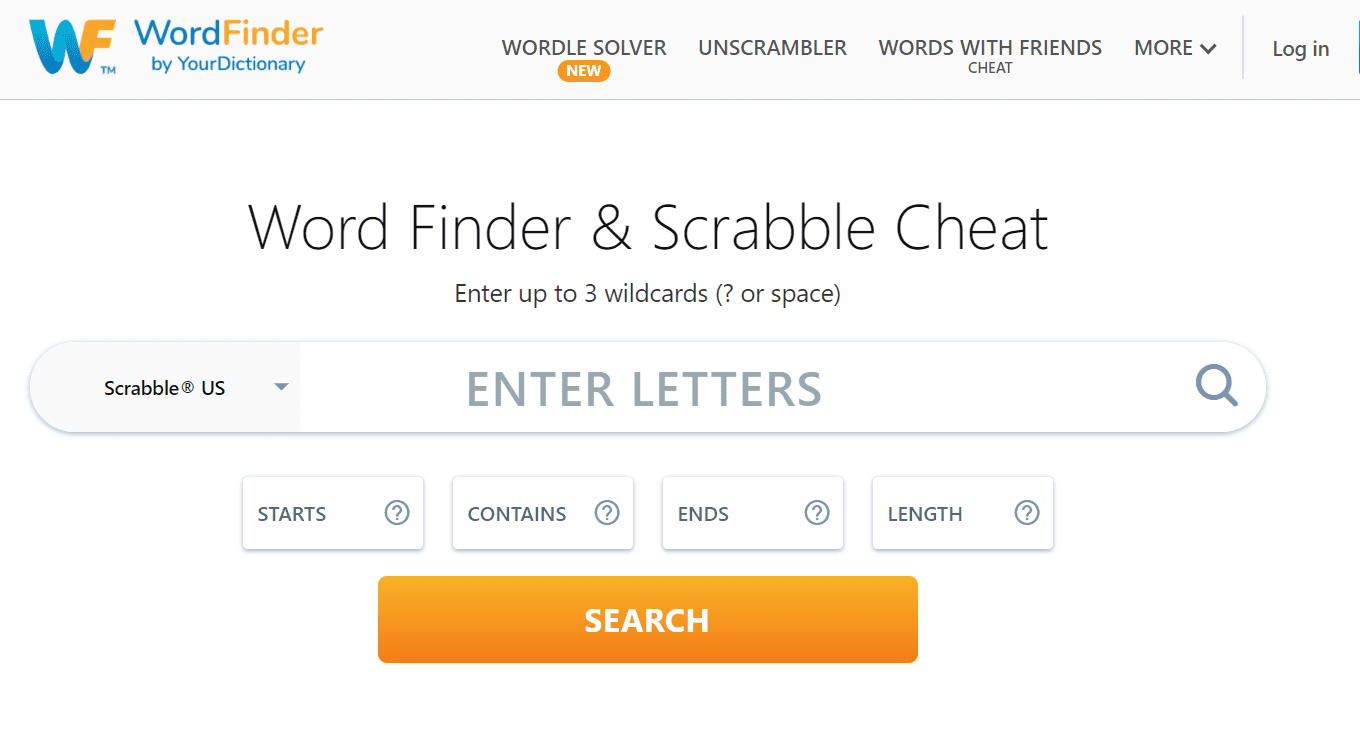 WF™ WordFinder
by YourDictionary
WORDLE SOLVER
NEW
UNSCRAMBLER
WORDS WITH FRIENDS
CHEAT
MORE
Log in
Word Finder & Scrabble Cheat
Enter up to 3 wildcards (? or space)
Scrabble® US
ENTER LETTERS
STARTS ?
CONTAINS ?
ENDS ?
LENGTH ?
SEARCH